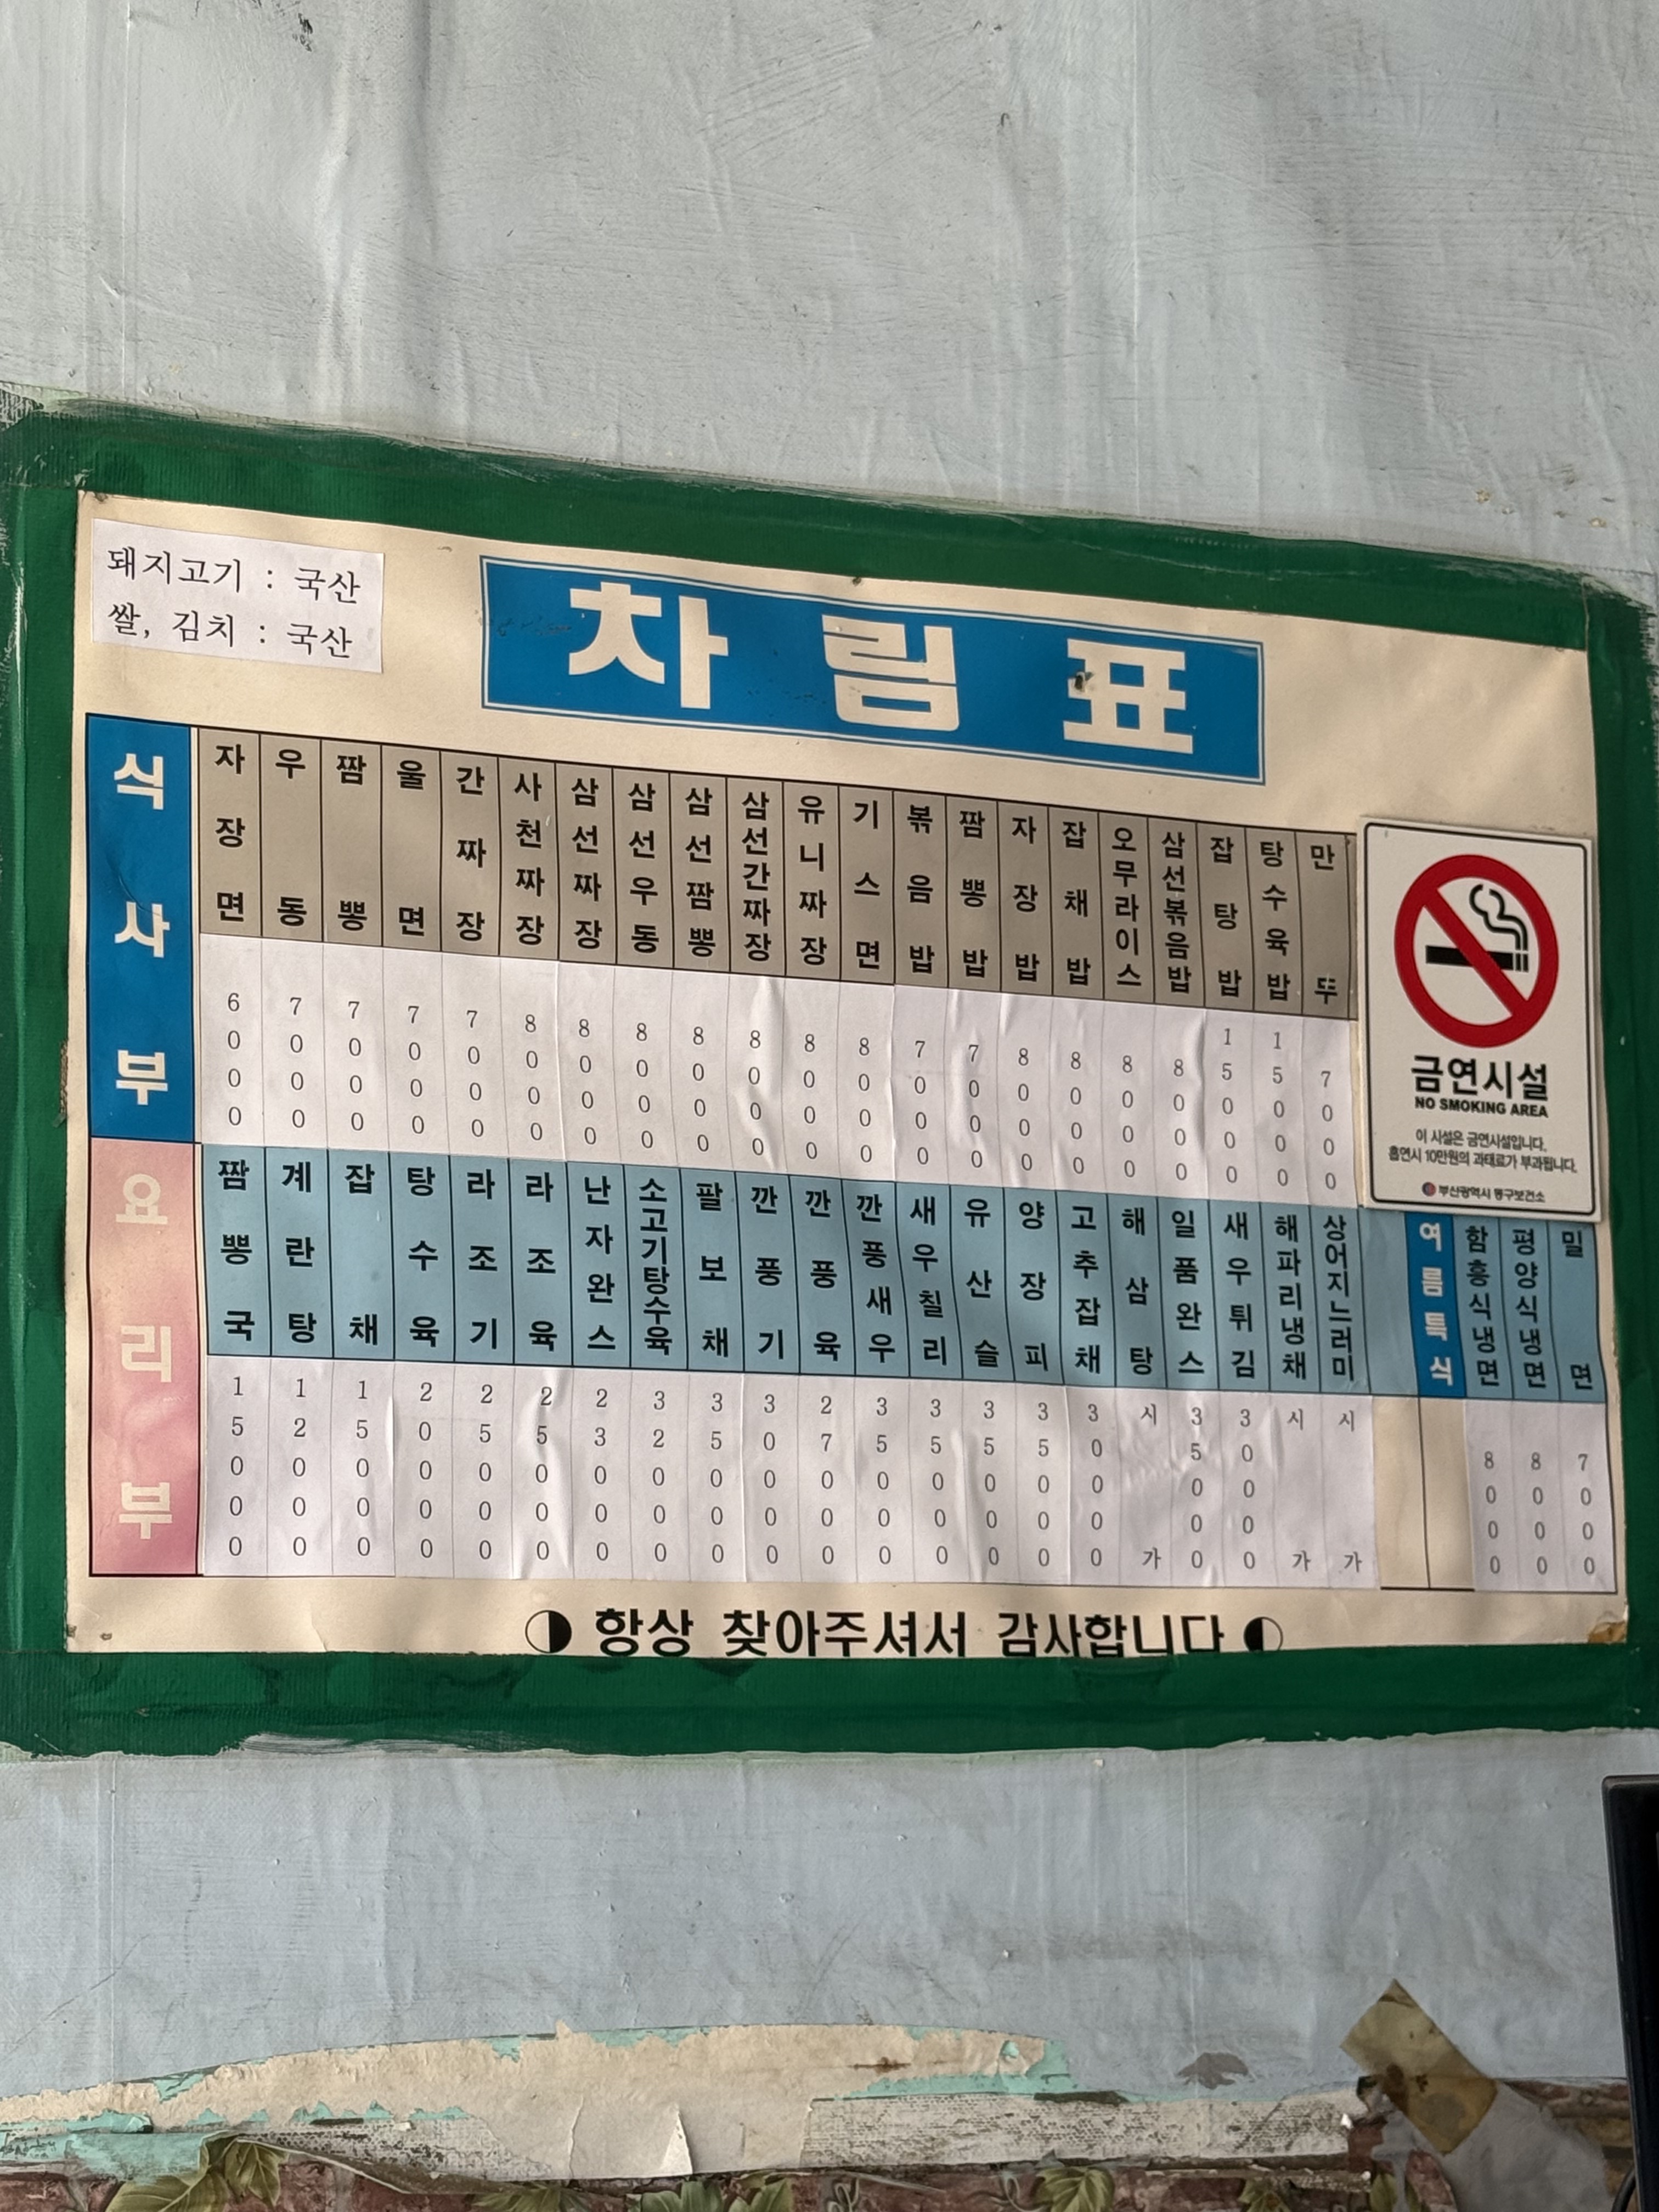 돼지고기 : 국산
쌀, 김치 : 국산
차림표
식사부
자장면 6000
우동 7000
짬뽕 7000
울면 7000
간짜장 7000
사천짜장 8000
삼선짜장 8000
삼선우동 8000
삼선짬뽕 8000
삼선간짜장 8000
유니짜장 8000
기스면 8000
볶음밥 7000
짬뽕밥 7000
자장밥 8000
잡채밥 8000
오무라이스 8000
삼선볶음밥 8000
잡탕밥 15000
탕수육밥 15000
만두 7000
금연시설
NO SMOKING AREA
이 시설은 금연시설입니다.
흡연시 10만원의 과태료가 부과됩니다.
부산광역시 동구보건소
요리부
짬뽕국 15000
계란탕 12000
잡채 15000
탕수육 20000
라조기 25000
라조육 25000
난자완스 23000
소고기탕수육 32000
팔보채 35000
깐풍기 30000
깐풍육 27000
깐풍새우 35000
새우칠리 35000
유산슬 35000
양장피 35000
고추잡채 30000
해삼탕 시가
일품완스 35000
새우튀김 30000
해파리냉채 시가
상어지느러미 시가
여름특식
함흥식냉면 8000
평양식냉면 8000
밀면 7000
항상 찾아주셔서 감사합니다